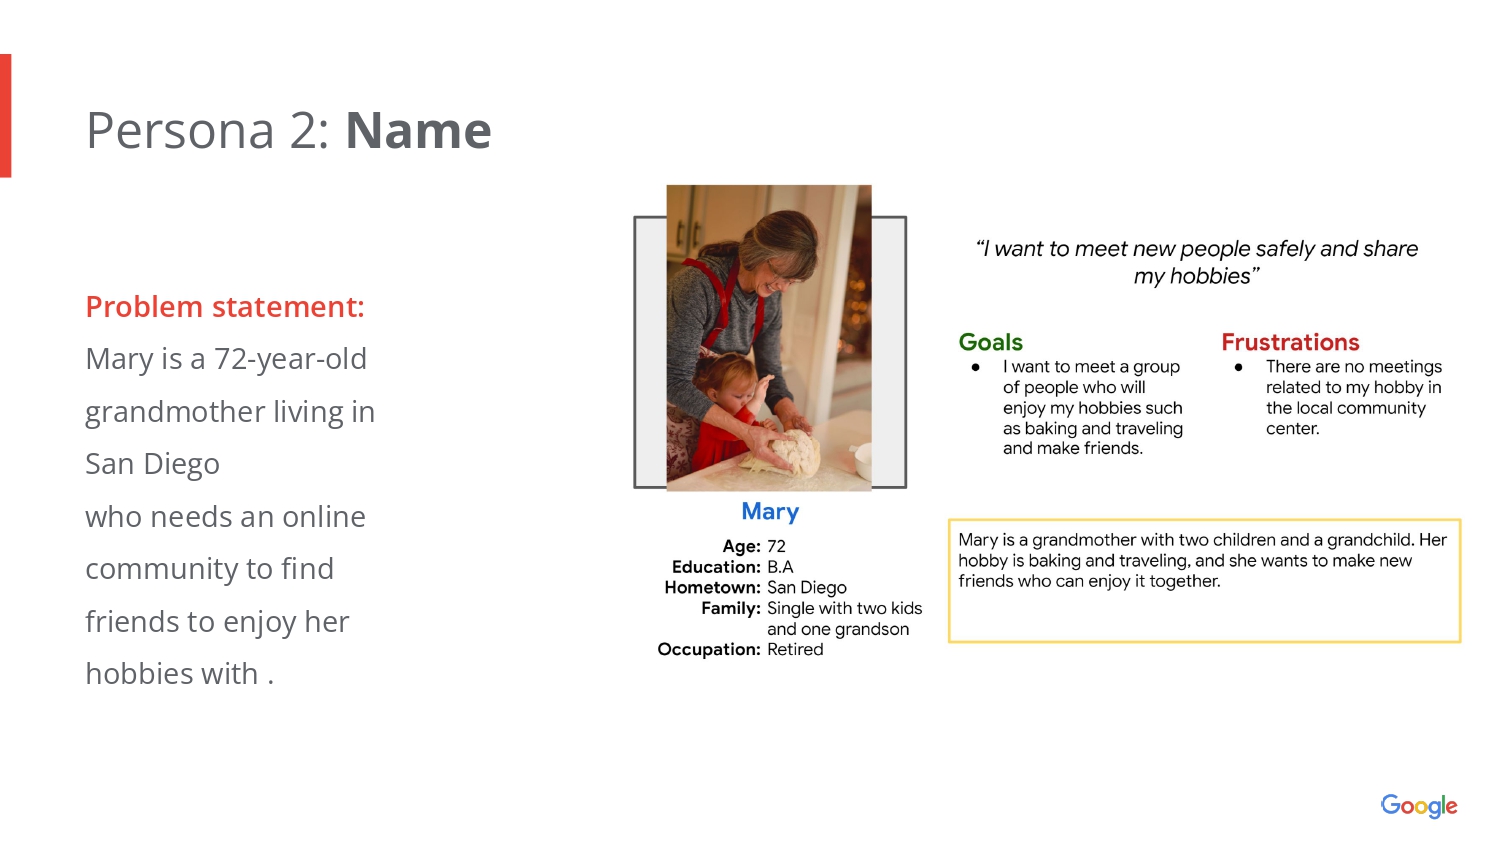 Persona 2: Name
Problem statement:
Mary is a 72-year-old
grandmother living in
San Diego
who needs an online
community to find
friends to enjoy her
hobbies with .
Mary
Age: 72
Education: B.A
Hometown: San Diego
Family: Single with two kids
and one grandson
Occupation: Retired
“I want to meet new people safely and share
my hobbies”
Goals
● I want to meet a group
of people who will
enjoy my hobbies such
as baking and traveling
and make friends.
Frustrations
● There are no meetings
related to my hobby in
the local community
center.
Mary is a grandmother with two children and a grandchild. Her
hobby is baking and traveling, and she wants to make new
friends who can enjoy it together.
Google